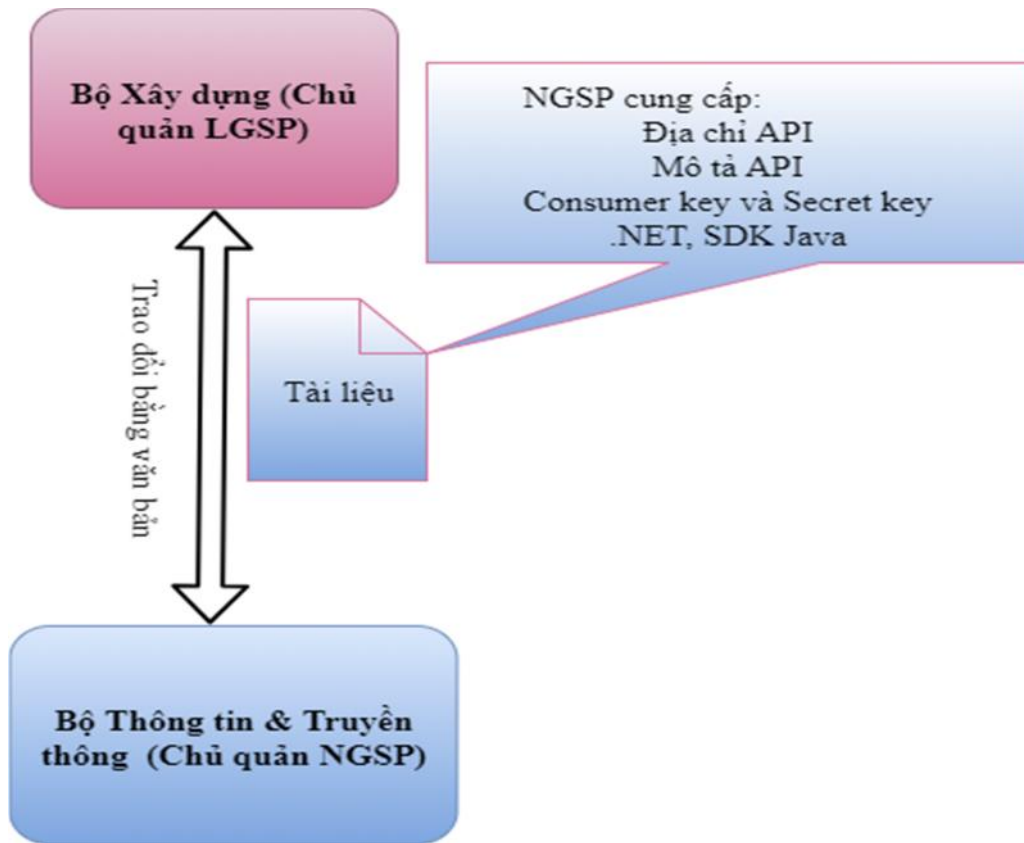 Bộ Xây dựng (Chủ
quản LGSP)
NGSP cung cấp:
Địa chỉ API
Mô tả API
Consumer key và Secret key
.NET, SDK Java
Trao đổi bằng văn bản
Tài liệu
Bộ Thông tin & Truyền
thông (Chủ quản NGSP)